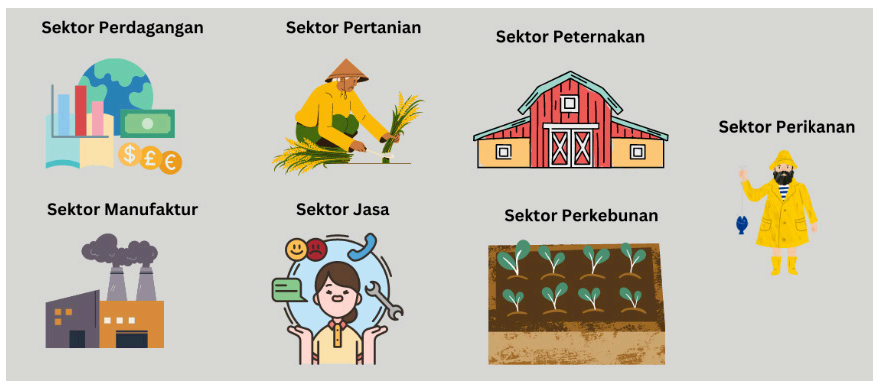 Sektor Perdagangan
Sektor Pertanian
Sektor Peternakan
Sektor Perikanan
Sektor Manufaktur
Sektor Jasa
Sektor Perkebunan
$
£
€